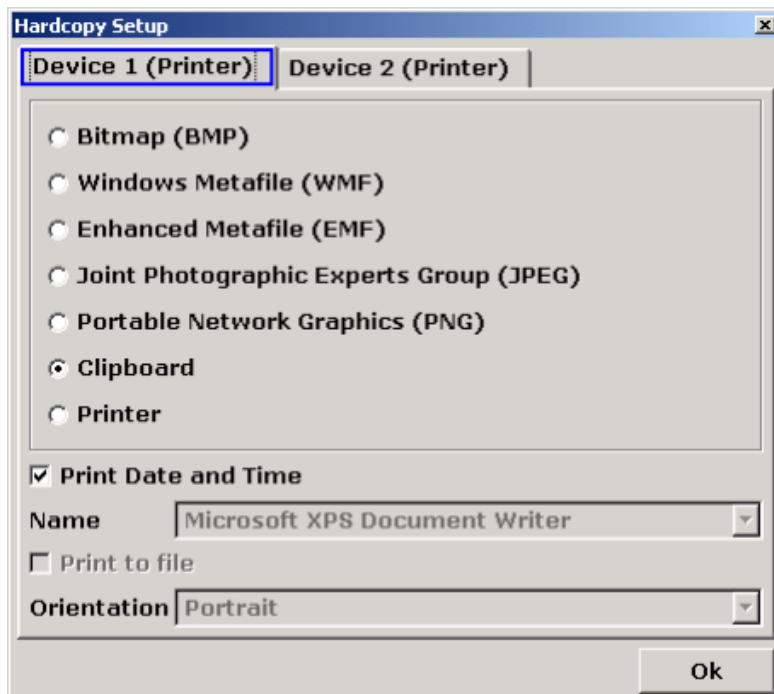 Hardcopy Setup
Device 1 (Printer) Device 2 (Printer)
Bitmap (BMP)
Windows Metafile (WMF)
Enhanced Metafile (EMF)
Joint Photographic Experts Group (JPEG)
Portable Network Graphics (PNG)
Clipboard
Printer
Print Date and Time
Name Microsoft XPS Document Writer
Print to file
Orientation Portrait
Ok